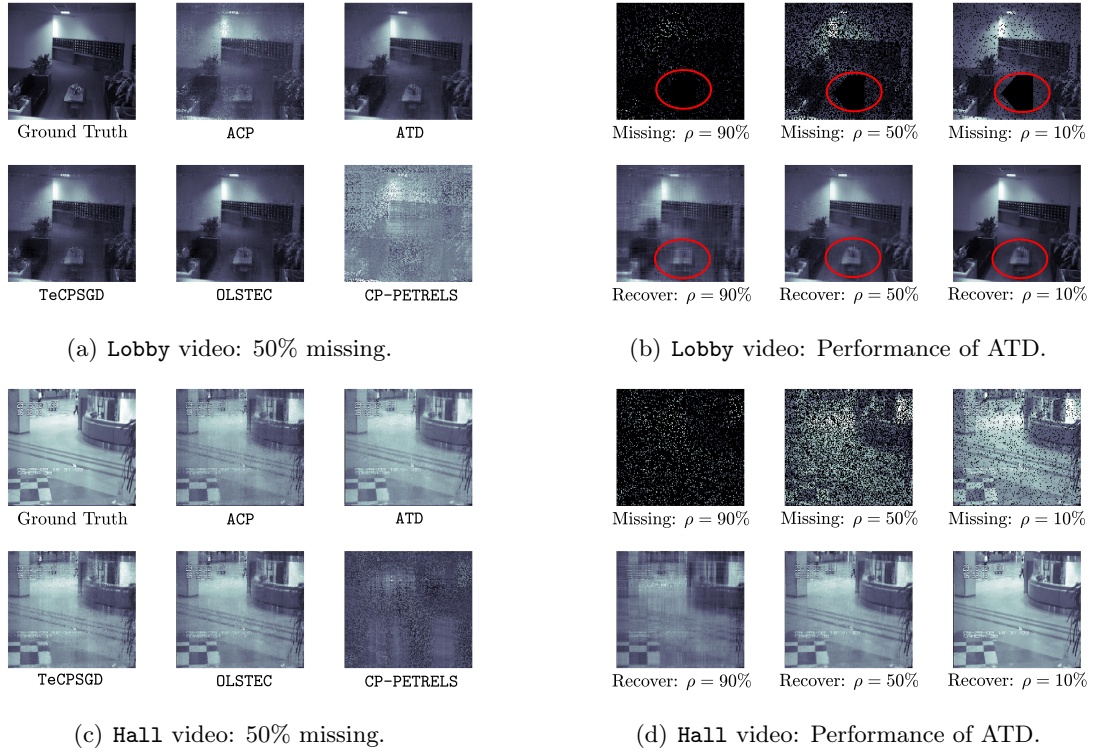 Ground Truth
ACP
ATD
TeCPSGD
OLSTEC
CP-PETRELS
(a) Lobby video: 50% missing.
Missing: ρ = 90%
Missing: ρ = 50%
Missing: ρ = 10%
Recover: ρ = 90%
Recover: ρ = 50%
Recover: ρ = 10%
(b) Lobby video: Performance of ATD.
Ground Truth
ACP
ATD
TeCPSGD
OLSTEC
CP-PETRELS
(c) Hall video: 50% missing.
Missing: ρ = 90%
Missing: ρ = 50%
Missing: ρ = 10%
Recover: ρ = 90%
Recover: ρ = 50%
Recover: ρ = 10%
(d) Hall video: Performance of ATD.